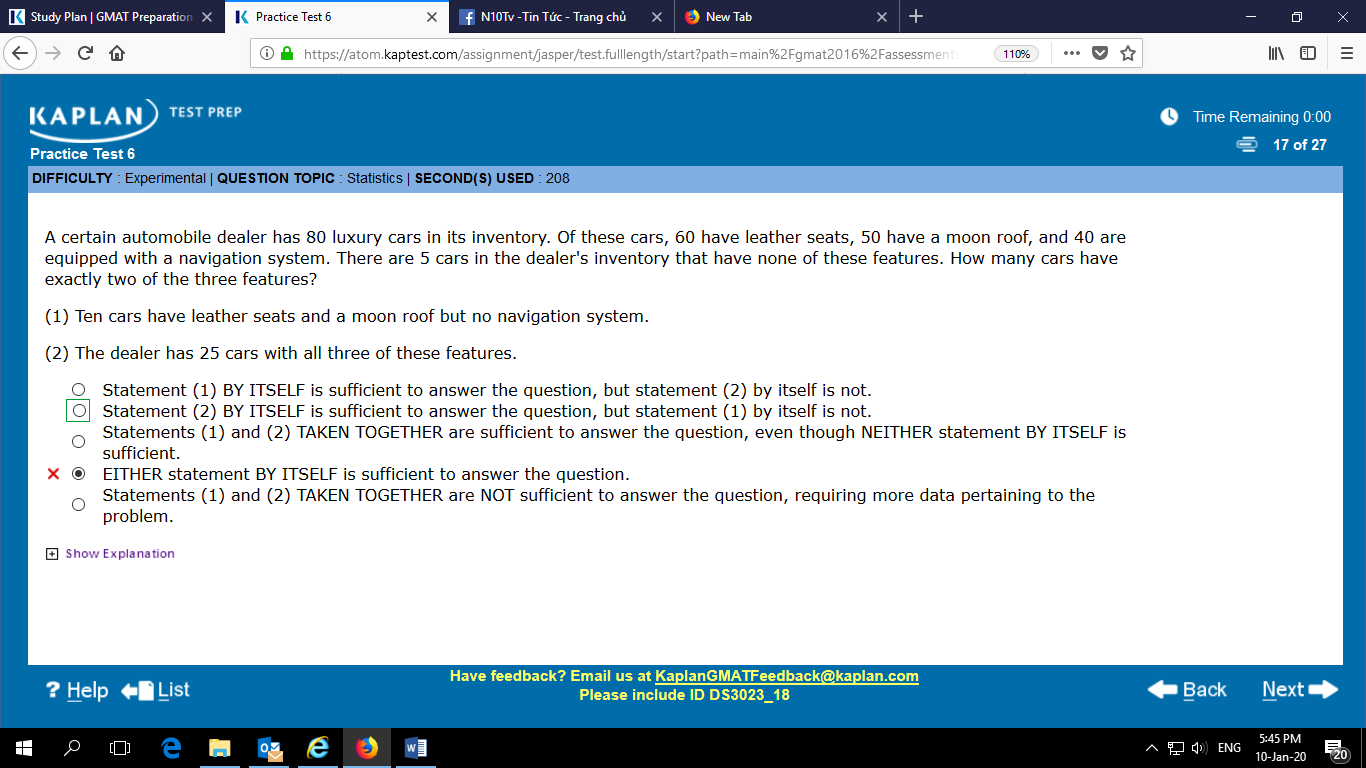 Study Plan | GMAT Preparation
Practice Test 6
N10Tv -Tin Tức - Trang chủ
New Tab
https://atom.kaptest.com/assignment/jasper/test.fulllength/start?path=main%2Fgmat2016%2Fassessment
110%
KAPLAN TEST PREP
Time Remaining 0:00
Practice Test 6
17 of 27
DIFFICULTY : Experimental | QUESTION TOPIC : Statistics | SECOND(S) USED : 208
A certain automobile dealer has 80 luxury cars in its inventory. Of these cars, 60 have leather seats, 50 have a moon roof, and 40 are
equipped with a navigation system. There are 5 cars in the dealer's inventory that have none of these features. How many cars have
exactly two of the three features?
(1) Ten cars have leather seats and a moon roof but no navigation system.
(2) The dealer has 25 cars with all three of these features.
Statement (1) BY ITSELF is sufficient to answer the question, but statement (2) by itself is not.
Statement (2) BY ITSELF is sufficient to answer the question, but statement (1) by itself is not.
Statements (1) and (2) TAKEN TOGETHER are sufficient to answer the question, even though NEITHER statement BY ITSELF is
sufficient.
EITHER statement BY ITSELF is sufficient to answer the question.
Statements (1) and (2) TAKEN TOGETHER are NOT sufficient to answer the question, requiring more data pertaining to the
problem.
Show Explanation
Have feedback? Email us at KaplanGMATFeedback@kaplan.com
Please include ID DS3023_18
? Help
List
Back
Next
ENG
5:45 PM
10-Jan-20
20